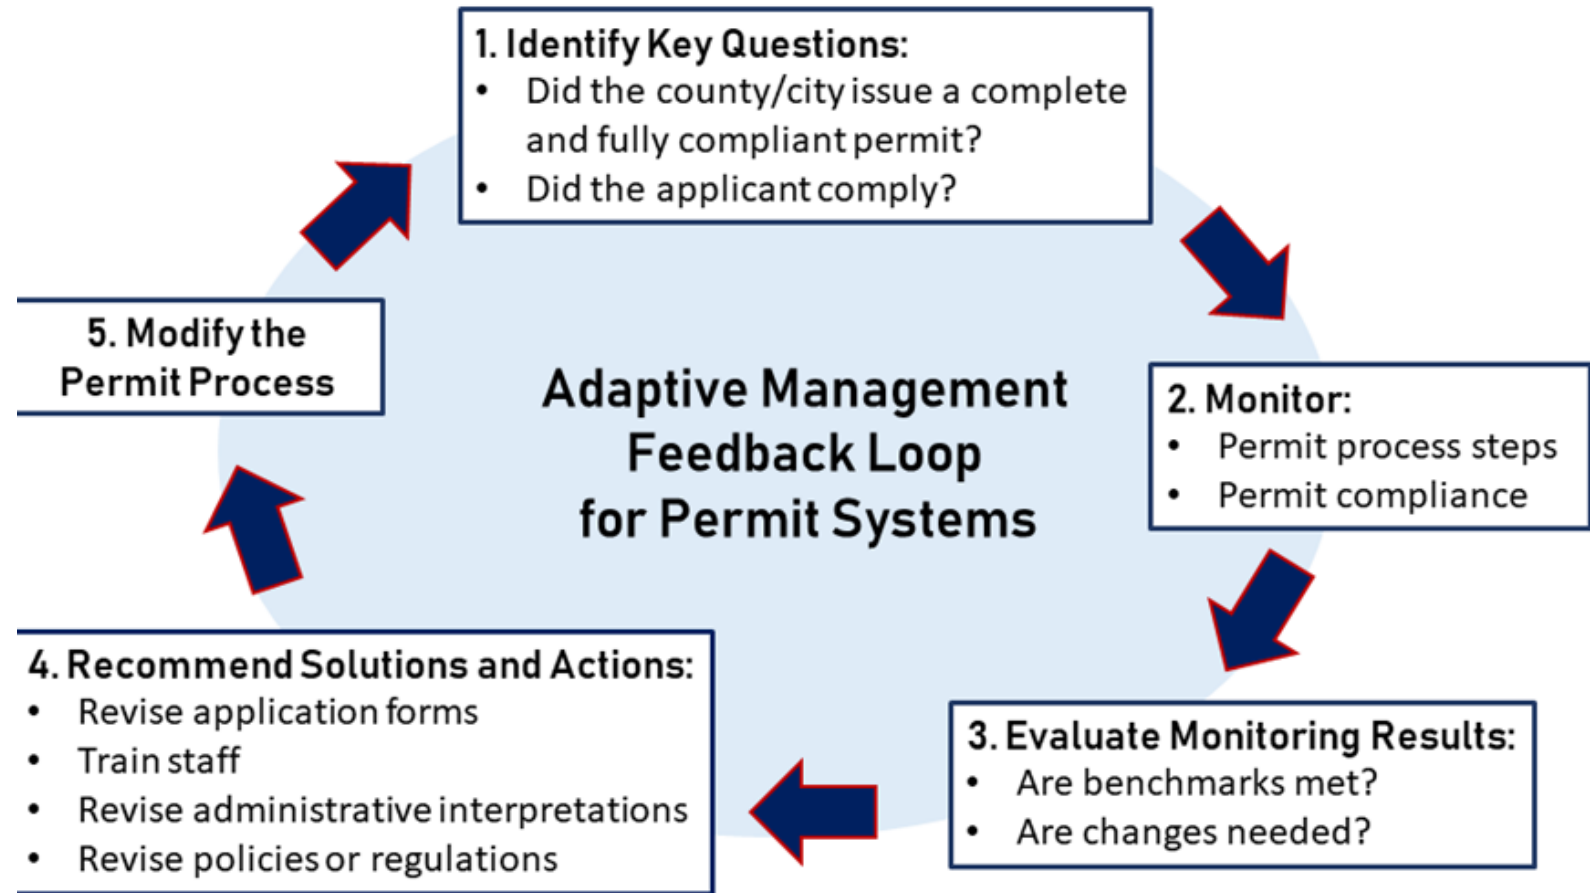 1. Identify Key Questions:
• Did the county/city issue a complete
and fully compliant permit?
• Did the applicant comply?
2. Monitor:
• Permit process steps
• Permit compliance
3. Evaluate Monitoring Results:
• Are benchmarks met?
• Are changes needed?
4. Recommend Solutions and Actions:
• Revise application forms
• Train staff
• Revise administrative interpretations
• Revise policies or regulations
5. Modify the
Permit Process
Adaptive Management
Feedback Loop
for Permit Systems